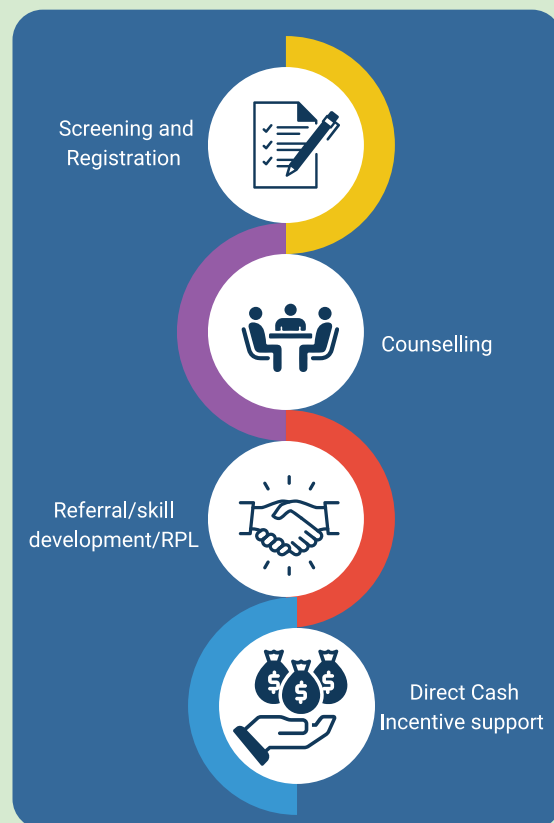 Screening and
Registration
Counselling
Referral/skill
development/RPL
Direct Cash
Incentive support